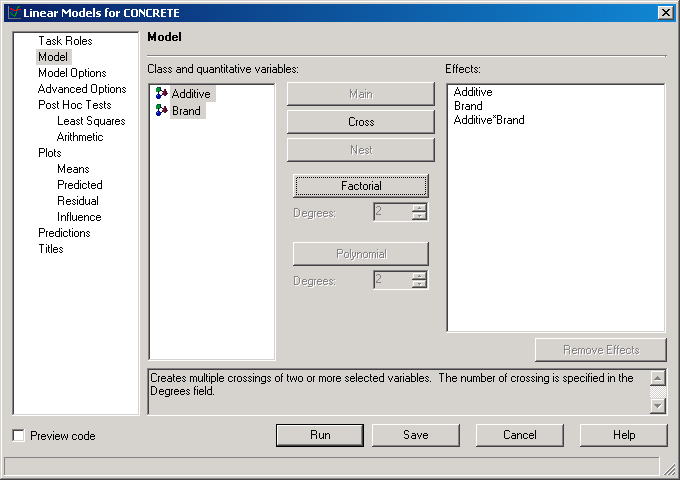 Linear Models for CONCRETE
Task Roles
Model
Model Options
Advanced Options
Post Hoc Tests
Least Squares
Arithmetic
Plots
Means
Predicted
Residual
Influence
Predictions
Titles
Model
Class and quantitative variables:
Additive
Brand
Main
Cross
Nest
Factorial
Degrees: 2
Polynomial
Degrees: 2
Effects:
Additive
Brand
Additive*Brand
Remove Effects
Creates multiple crossings of two or more selected variables. The number of crossing is specified in the
Degrees field.
Preview code
Run
Save
Cancel
Help